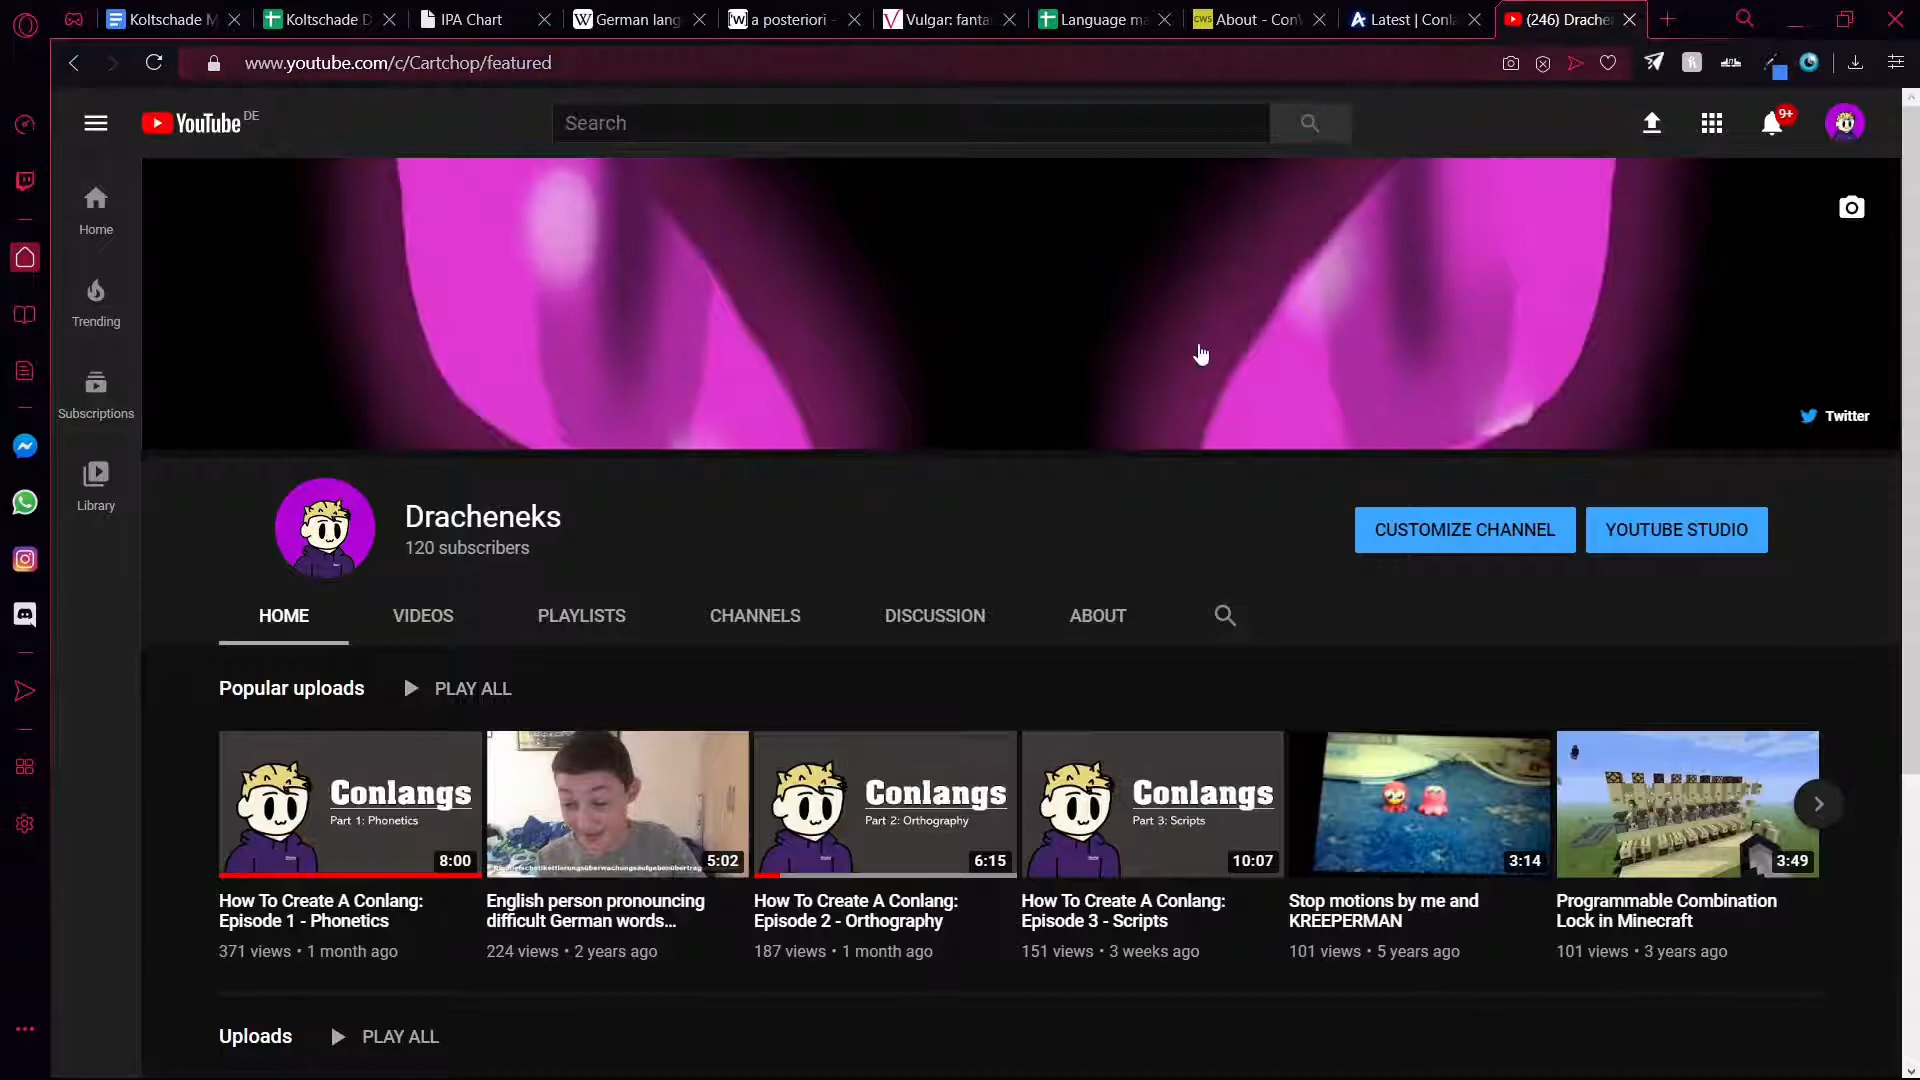 Koltschade M
Koltschade D
IPA Chart
German lang
a posteriori -
Vulgar: fanta
Language ma
About - ConW
Latest | Conla
(246) Drache
www.youtube.com/c/Cartchop/featured
YouTube DE
Search
9+
Home
Trending
Subscriptions
Library
Twitter
Dracheneks
120 subscribers
CUSTOMIZE CHANNEL
YOUTUBE STUDIO
HOME
VIDEOS
PLAYLISTS
CHANNELS
DISCUSSION
ABOUT
Popular uploads
PLAY ALL
Conlangs
Part 1: Phonetics
8:00
How To Create A Conlang:
Episode 1 - Phonetics
371 views • 1 month ago
5:02
English person pronouncing
difficult German words...
224 views • 2 years ago
Conlangs
Part 2: Orthography
6:15
How To Create A Conlang:
Episode 2 - Orthography
187 views • 1 month ago
Conlangs
Part 3: Scripts
10:07
How To Create A Conlang:
Episode 3 - Scripts
151 views • 3 weeks ago
3:14
Stop motions by me and
KREEPERMAN
101 views • 5 years ago
3:49
Programmable Combination
Lock in Minecraft
101 views • 3 years ago
Uploads
PLAY ALL